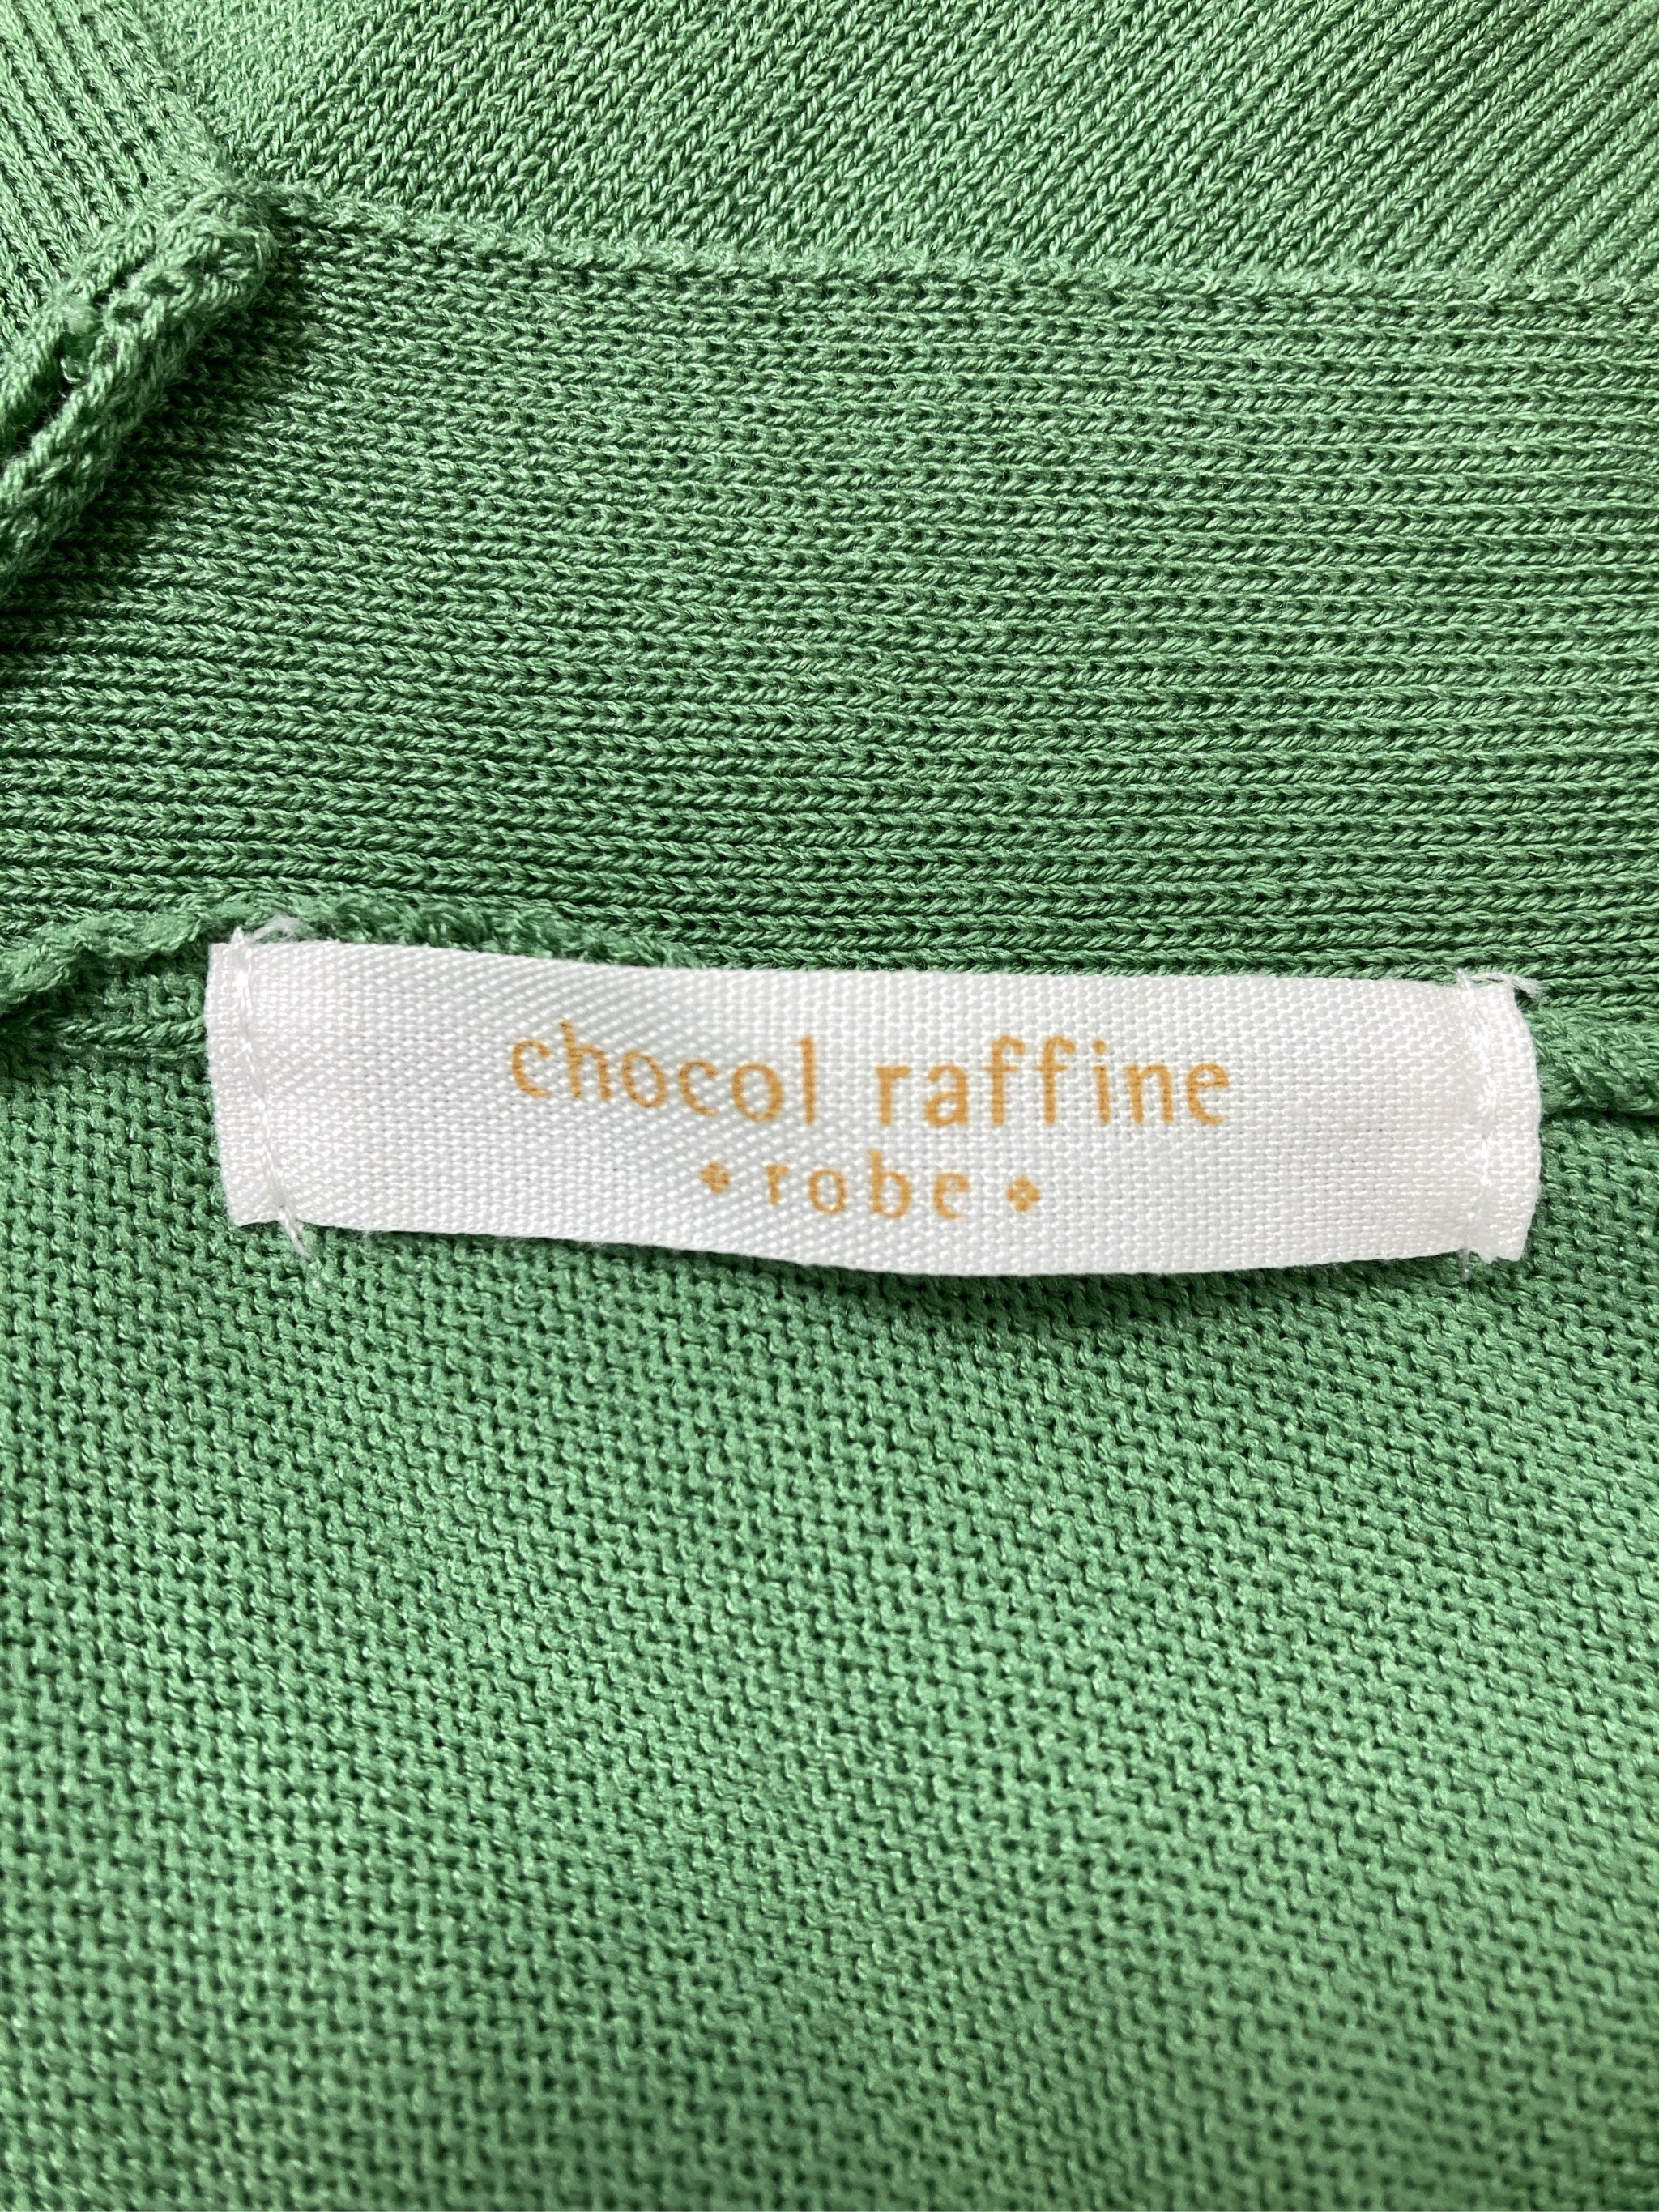 chocol raffine
robe